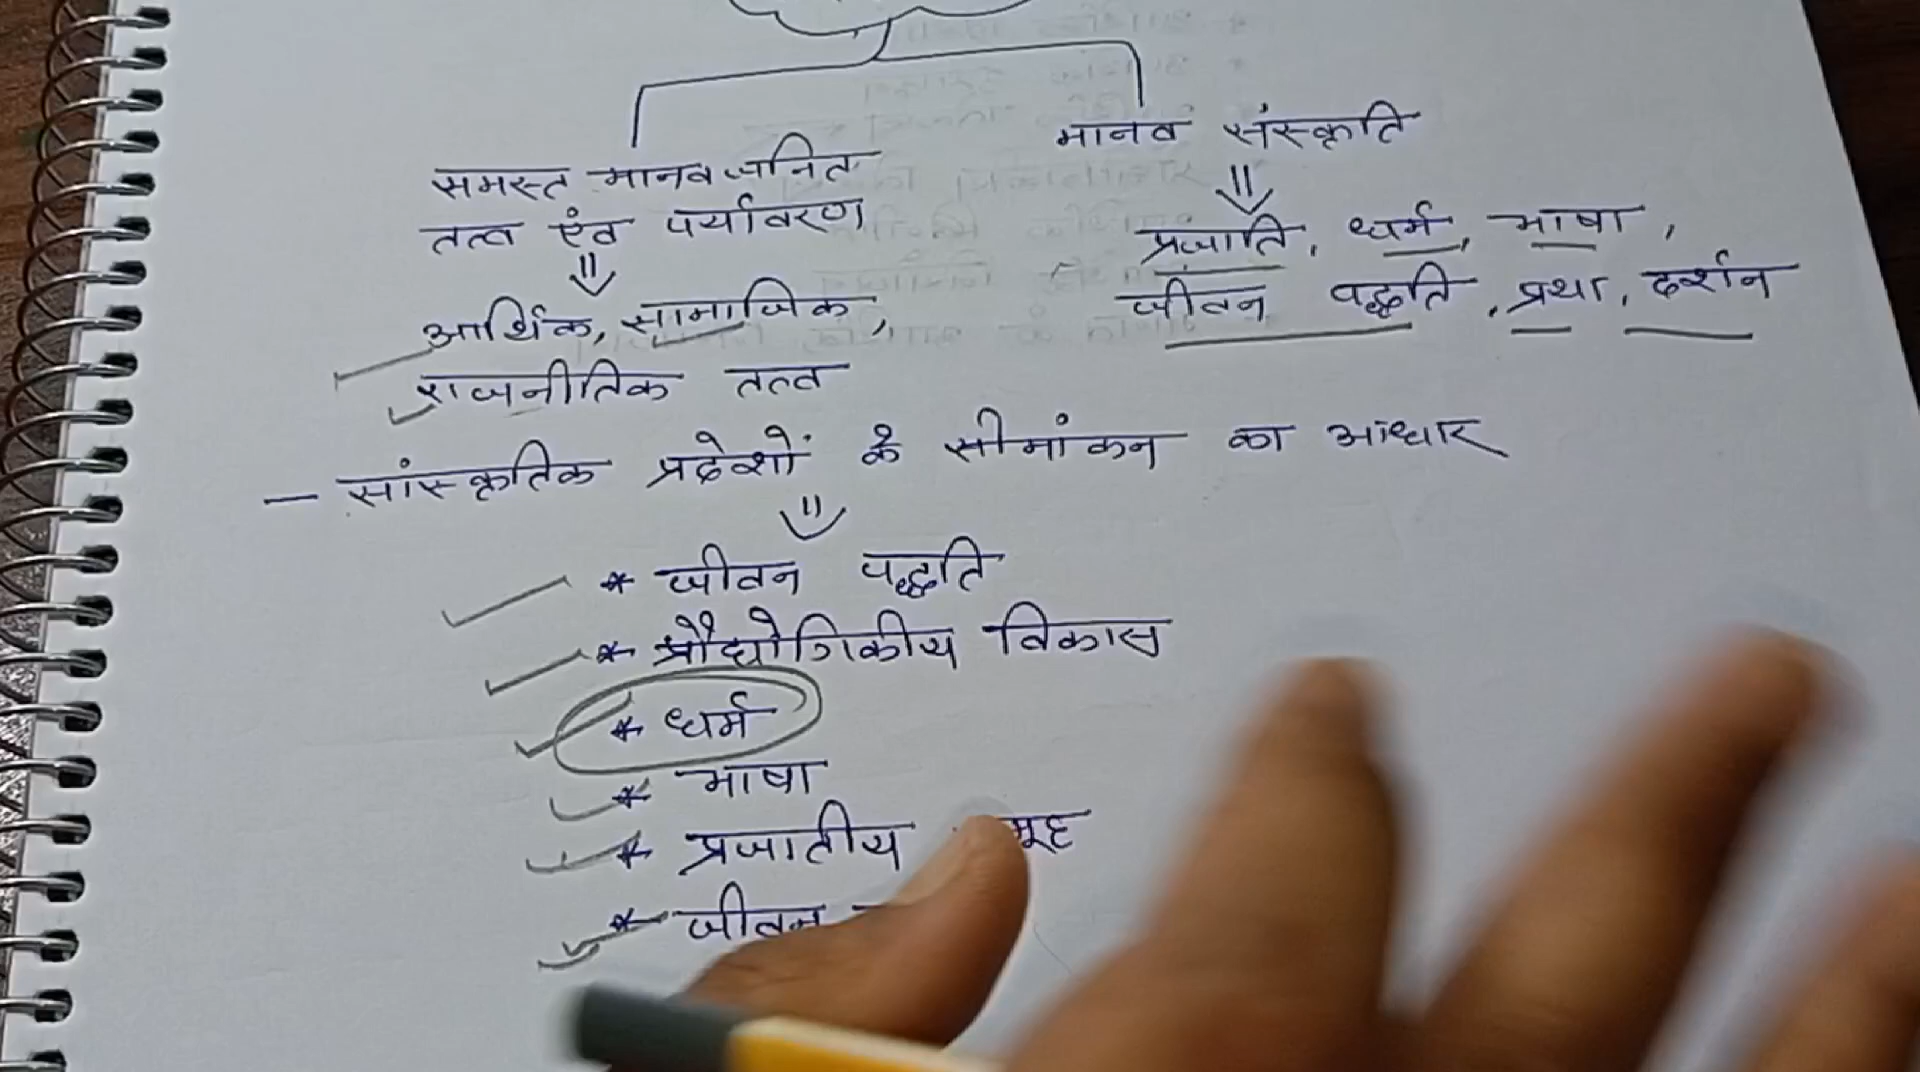 मानव संस्कृति
समस्त मानव जनित
तत्व एंव पर्यावरण
प्रजाति, धर्म, भाषा,
जीवन पद्धति, प्रथा, दर्शन
आर्थिक, सामाजिक,
राजनीतिक तत्व
— सांस्कृतिक प्रदेशों के सीमांकन का आधार
* जीवन पद्धति
* प्रौद्योगिकीय विकास
* धर्म
* भाषा
* प्रजातीय
* जीवन